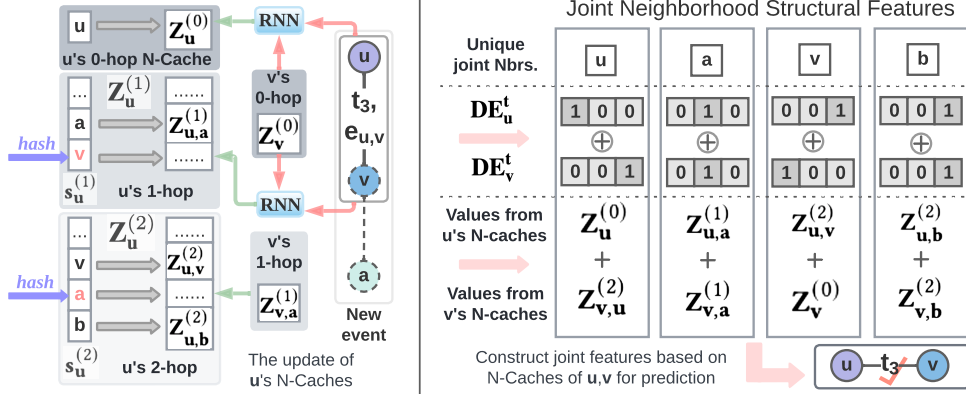 u
Z_u^(0)
u's 0-hop N-Cache
RNN
v's
0-hop
Z_v^(0)
RNN
u
t₃,
e_u,v
v
a
New
event
hash
...
Z_u^(1)
......
a
Z_u,a^(1)
v
......
s_u^(1)
u's 1-hop
hash
...
Z_u^(2)
......
v
Z_u,v^(2)
a
......
b
Z_u,b^(2)
s_u^(2)
u's 2-hop
v's
1-hop
Z_v,a^(1)
The update of
u's N-Caches
Joint Neighborhood Structural Features
Unique
joint Nbrs.
u
a
v
b
DE_u^t
1 0 0
0 1 0
0 0 1
0 0 1
⊕ ⊕ ⊕ ⊕
DE_v^t
0 0 1
0 1 0
1 0 0
0 0 1
Values from
u's N-caches
Z_u^(0)
Z_u,a^(1)
Z_u,v^(2)
Z_u,b^(2)
+ + + +
Values from
v's N-caches
Z_v,u^(2)
Z_v,a^(1)
Z_v^(0)
Z_v,b^(2)
Construct joint features based on
N-Caches of u,v for prediction
u t₃ v